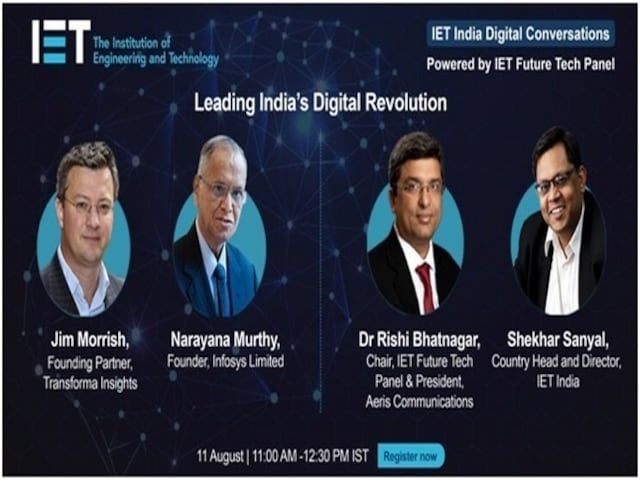 IET
The Institution of
Engineering and Technology
IET India Digital Conversations
Powered by IET Future Tech Panel
Leading India's Digital Revolution
Jim Morrish,
Founding Partner,
Transforma Insights
Narayana Murthy,
Founder, Infosys Limited
Dr Rishi Bhatnagar,
Chair, IET Future Tech
Panel & President,
Aeris Communications
Shekhar Sanyal,
Country Head and Director,
IET India
11 August | 11:00 AM -12:30 PM IST
Register now